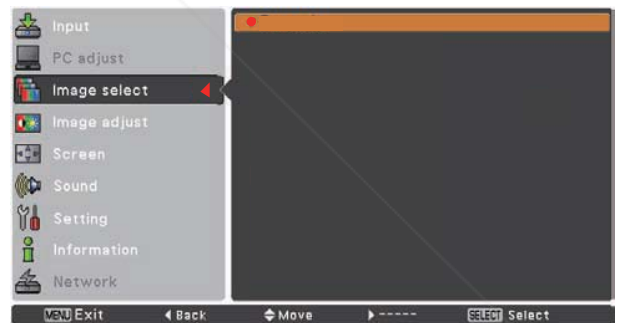 Input
PC adjust
Image select
Image adjust
Screen
Sound
Setting
Information
Network
MENU Exit Back Move ----- SELECT Select